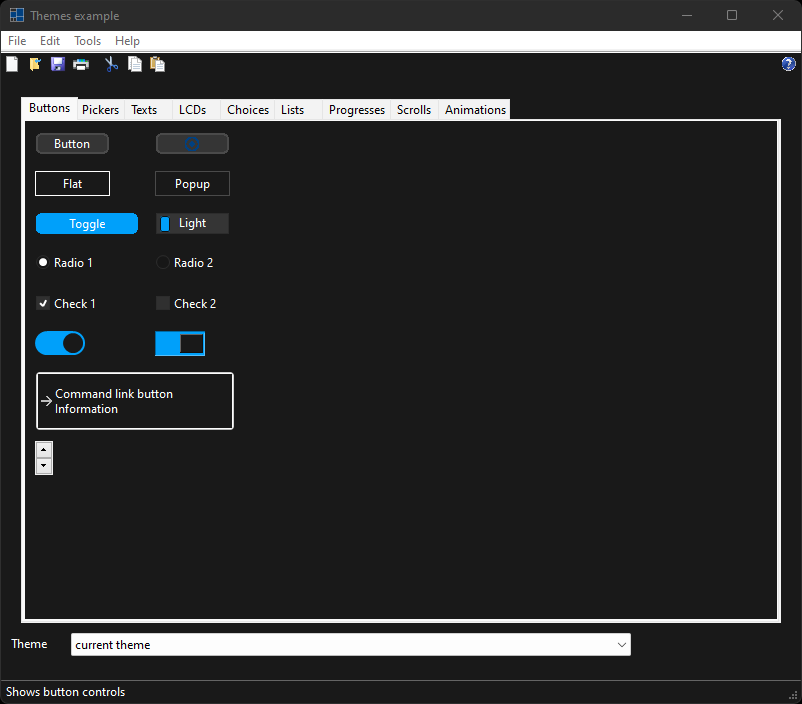 Themes example
File Edit Tools Help
Buttons Pickers Texts LCDs Choices Lists Progresses Scrolls Animations
Button
Flat Popup
Toggle Light
Radio 1 Radio 2
Check 1 Check 2
Command link button
Information
Theme current theme
Shows button controls